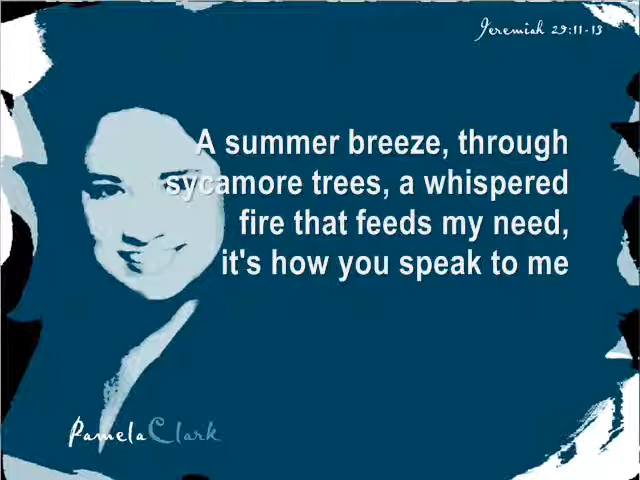 Jeremiah 29:11-13
A summer breeze, through
sycamore trees, a whispered
fire that feeds my need,
it's how you speak to me
PamelaClark